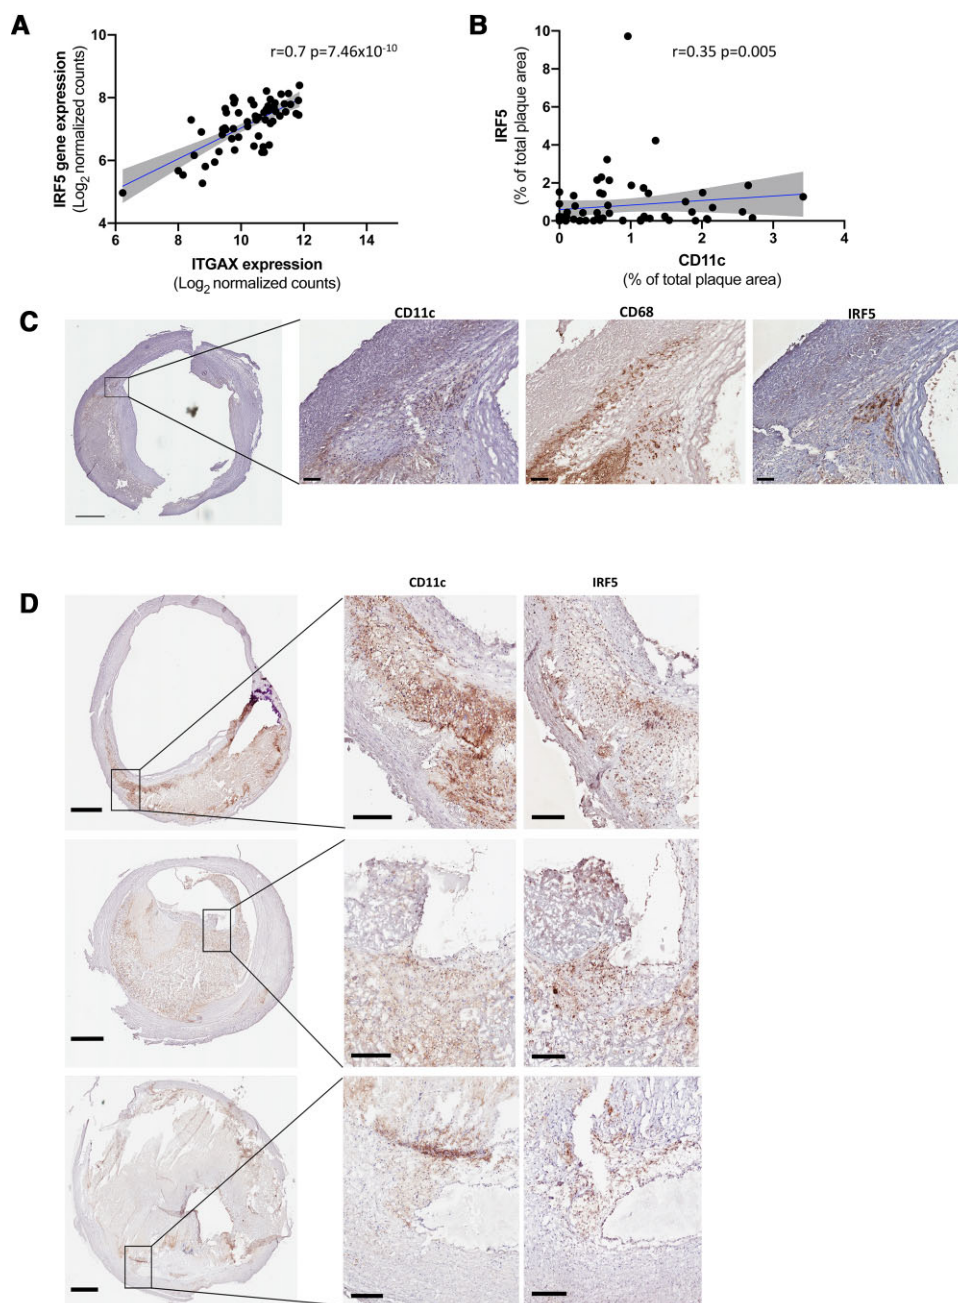 A
IRF5 gene expression
(Log2 normalized counts)
10
8
6
4
r=0.7 p=7.46x10-10
6 8 10 12 14
ITGAX expression
(Log2 normalized counts)
B
IRF5
(% of total plaque area)
10
8
6
4
2
0
r=0.35 p=0.005
0 1 2 3 4
CD11c
(% of total plaque area)
C
CD11c CD68 IRF5
D
CD11c IRF5